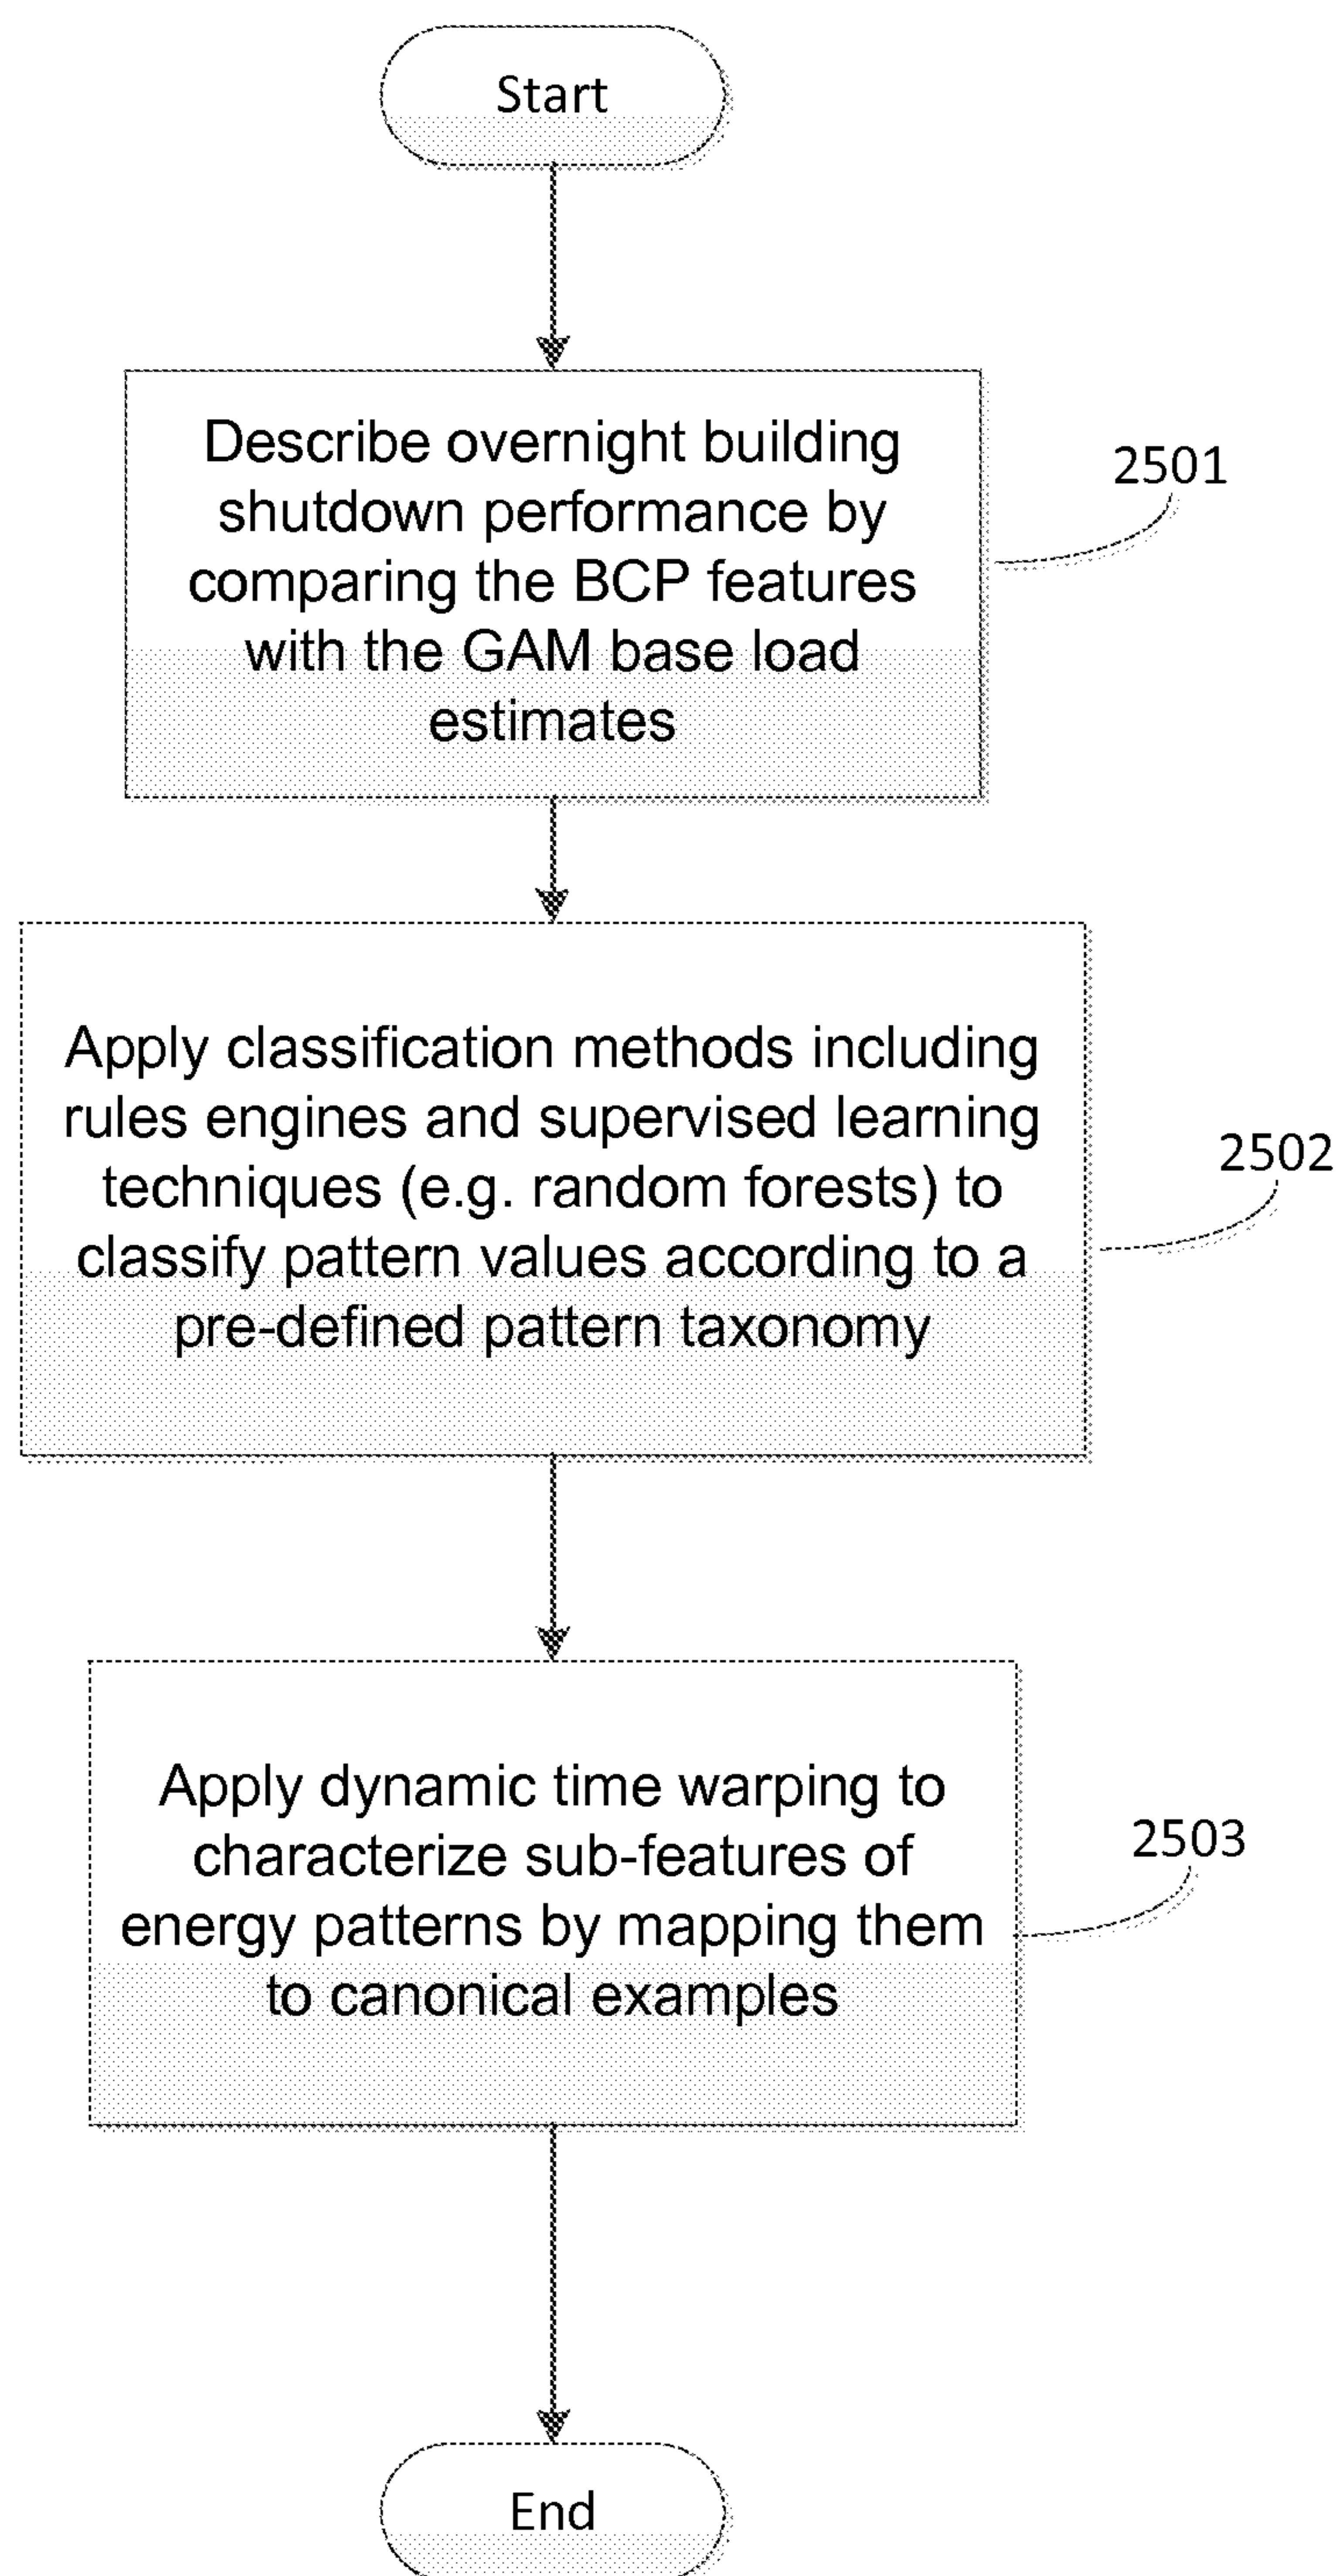 Start
Describe overnight building
shutdown performance by
comparing the BCP features
with the GAM base load
estimates
2501
Apply classification methods including
rules engines and supervised learning
techniques (e.g. random forests) to
classify pattern values according to a
pre-defined pattern taxonomy
2502
Apply dynamic time warping to
characterize sub-features of
energy patterns by mapping them
to canonical examples
2503
End